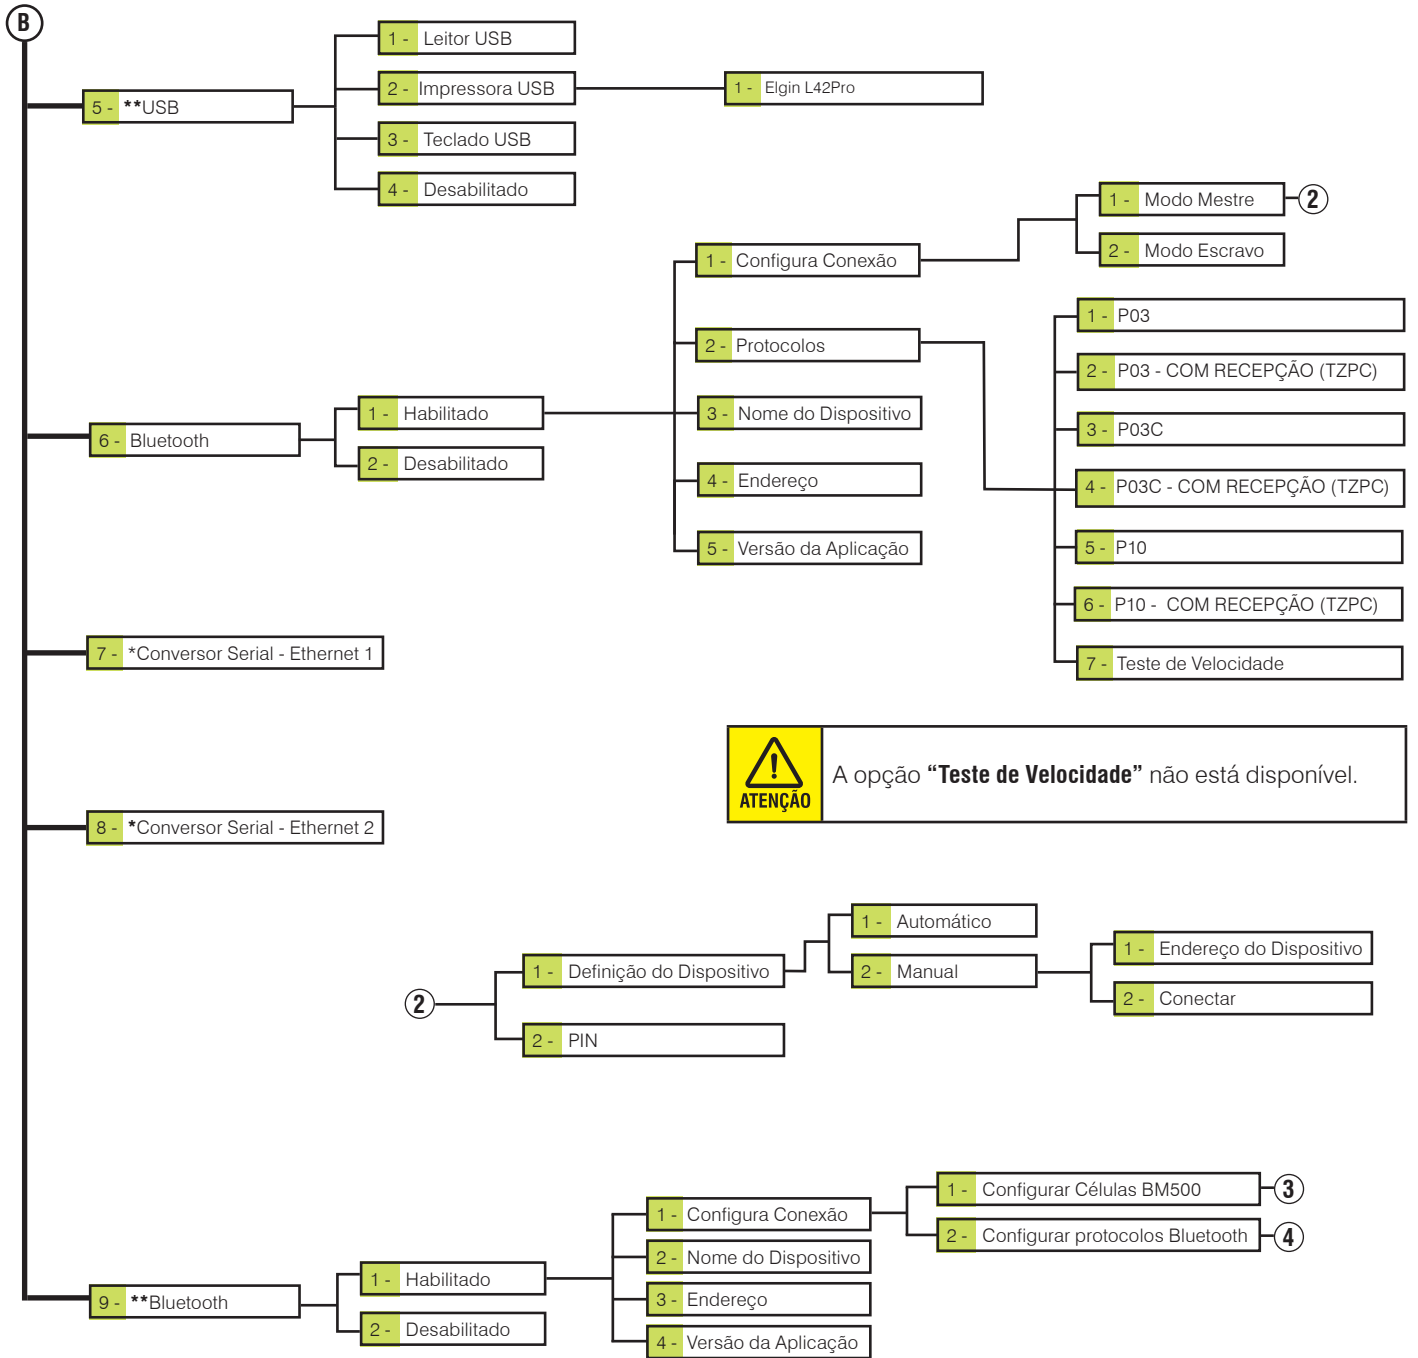 B
5 - **USB
1 - Leitor USB
2 - Impressora USB
1 - Elgin L42Pro
3 - Teclado USB
4 - Desabilitado
6 - Bluetooth
1 - Habilitado
2 - Desabilitado
1 - Configura Conexão
1 - Modo Mestre
2
2 - Modo Escravo
2 - Protocolos
1 - P03
2 - P03 - COM RECEPÇÃO (TZPC)
3 - P03C
4 - P03C - COM RECEPÇÃO (TZPC)
5 - P10
6 - P10 - COM RECEPÇÃO (TZPC)
7 - Teste de Velocidade
3 - Nome do Dispositivo
4 - Endereço
5 - Versão da Aplicação
7 - *Conversor Serial - Ethernet 1
ATENÇÃO
A opção “Teste de Velocidade” não está disponível.
8 - *Conversor Serial - Ethernet 2
2
1 - Definição do Dispositivo
1 - Automático
2 - Manual
1 - Endereço do Dispositivo
2 - Conectar
2 - PIN
9 - **Bluetooth
1 - Habilitado
2 - Desabilitado
1 - Configura Conexão
1 - Configurar Células BM500
3
2 - Configurar protocolos Bluetooth
4
2 - Nome do Dispositivo
3 - Endereço
4 - Versão da Aplicação